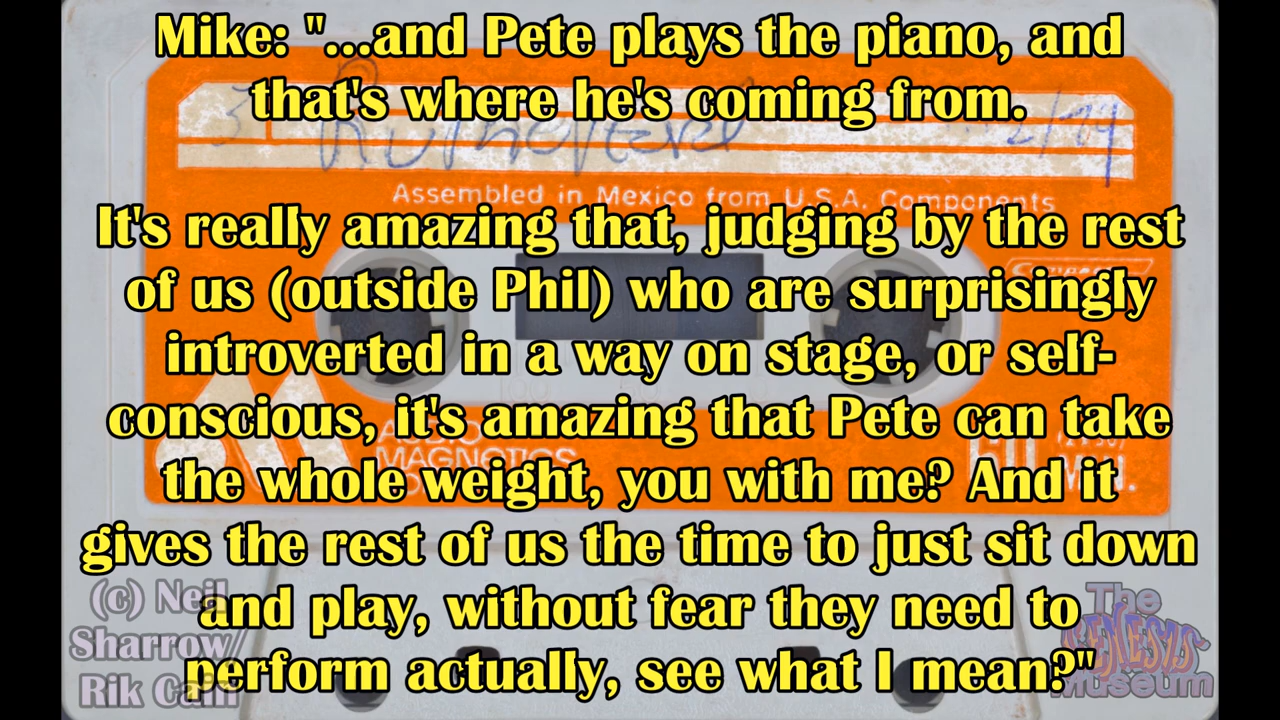 Mike: "...and Pete plays the piano, and
that's where he's coming from.
Rutherford
Assembled in Mexico from U.S.A. Components
It's really amazing that, judging by the rest
of us (outside Phil) who are surprisingly
introverted in a way on stage, or self-
conscious, it's amazing that Pete can take
the whole weight, you with me? And it
gives the rest of us the time to just sit down
and play, without fear they need to
perform actually, see what I mean?"
AUDIO
MAGNETICS
(c) Neil
Sharrow/
Rik Cain
The
GENESIS
Museum